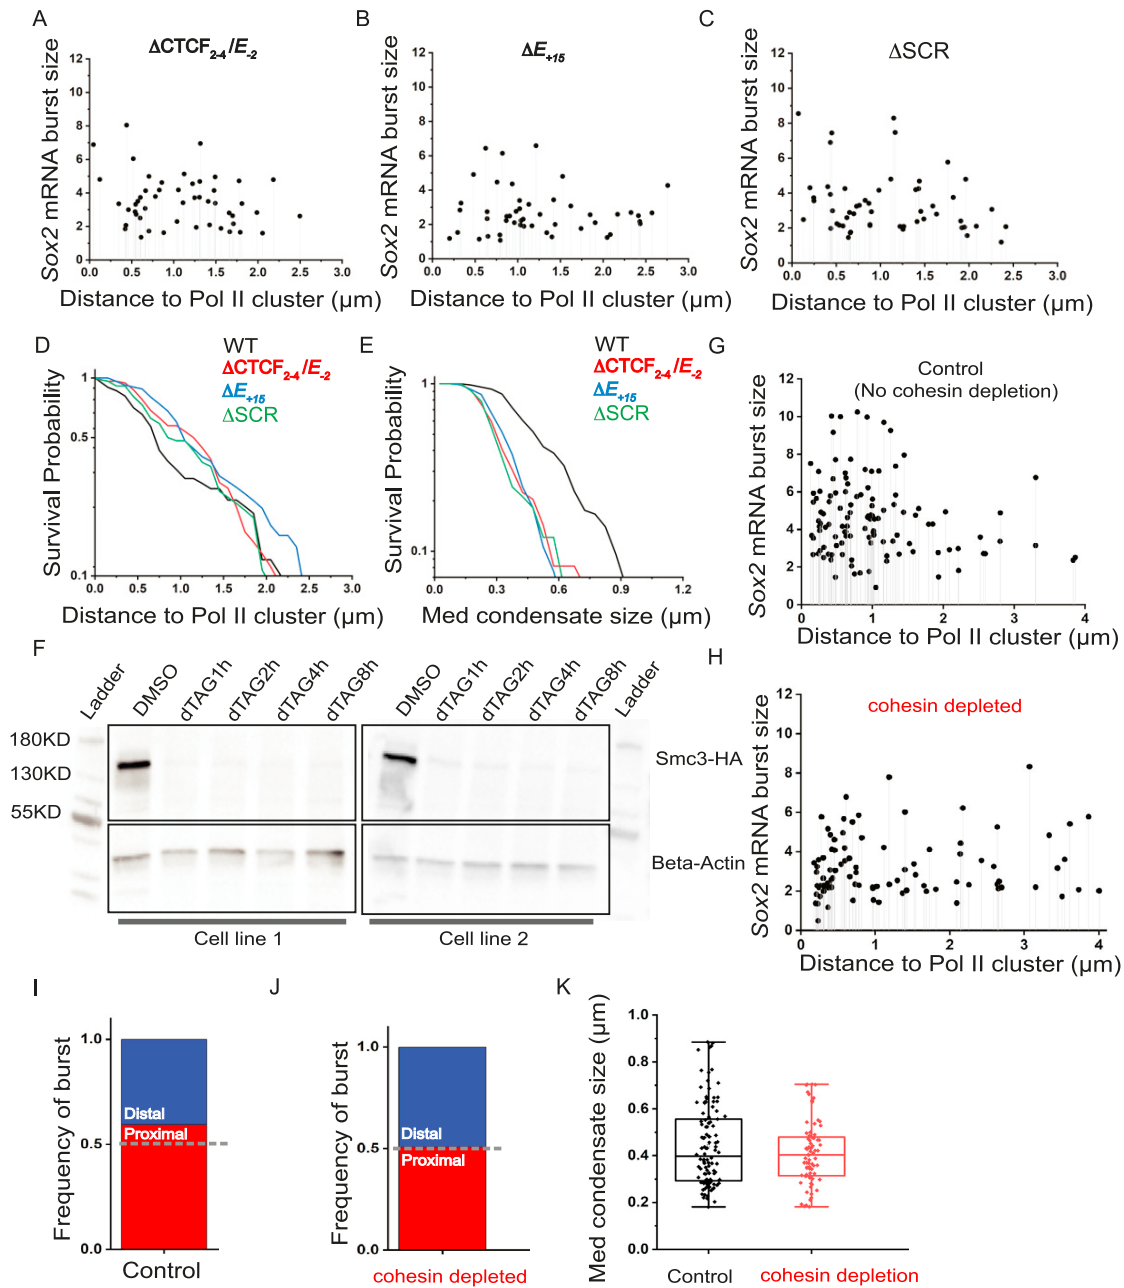 A
ΔCTCF2-4/E-2
Sox2 mRNA burst size
12
10
8
6
4
2
0
0.0 0.5 1.0 1.5 2.0 2.5 3.0
Distance to Pol II cluster (μm)
B
ΔE+15
Sox2 mRNA burst size
12
10
8
6
4
2
0
0.0 0.5 1.0 1.5 2.0 2.5 3.0
Distance to Pol II cluster (μm)
C
ΔSCR
Sox2 mRNA burst size
12
10
8
6
4
2
0
0.0 0.5 1.0 1.5 2.0 2.5 3.0
Distance to Pol II cluster (μm)
D
WT
ΔCTCF2-4/E-2
ΔE+15
ΔSCR
Survival Probability
1
0.5
0.1
0.0 0.5 1.0 1.5 2.0 2.5 3.0
Distance to Pol II cluster (μm)
E
WT
ΔCTCF2-4/E-2
ΔE+15
ΔSCR
Survival Probability
1
0.1
0.0 0.3 0.6 0.9 1.2
Med condensate size (μm)
G
Control
(No cohesin depletion)
Sox2 mRNA burst size
12
10
8
6
4
2
0
0 1 2 3 4
Distance to Pol II cluster (μm)
F
Ladder
DMSO
dTAG1h
dTAG2h
dTAG4h
dTAG8h
DMSO
dTAG1h
dTAG2h
dTAG4h
dTAG8h
Ladder
180KD
130KD
55KD
Smc3-HA
Beta-Actin
Cell line 1
Cell line 2
H
cohesin depleted
Sox2 mRNA burst size
12
10
8
6
4
2
0
0 1 2 3 4
Distance to Pol II cluster (μm)
I
Frequency of burst
1.0
0.5
0.0
Distal
Proximal
Control
J
Frequency of burst
1.0
0.5
0.0
Distal
Proximal
cohesin depleted
K
Med condensate size (μm)
1.0
0.8
0.6
0.4
0.2
0.0
Control
cohesin depletion